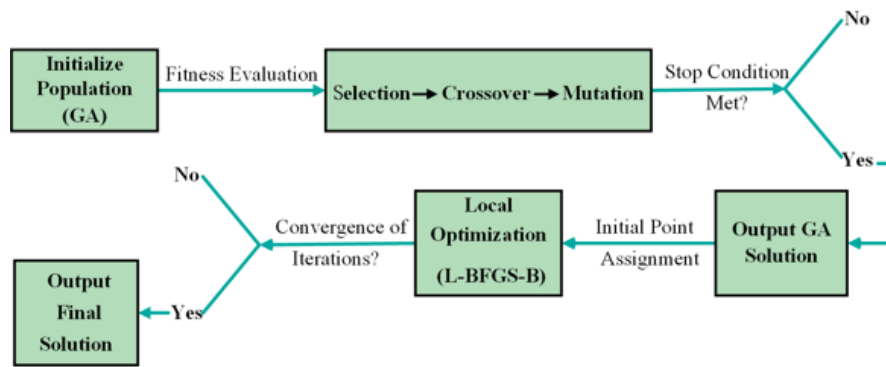 Initialize
Population
(GA)
Fitness Evaluation
Selection Crossover Mutation
Stop Condition
Met?
No
Yes
Output GA
Solution
Initial Point
Assignment
Local
Optimization
(L-BFGS-B)
Convergence of
Iterations?
No
Yes
Output
Final
Solution